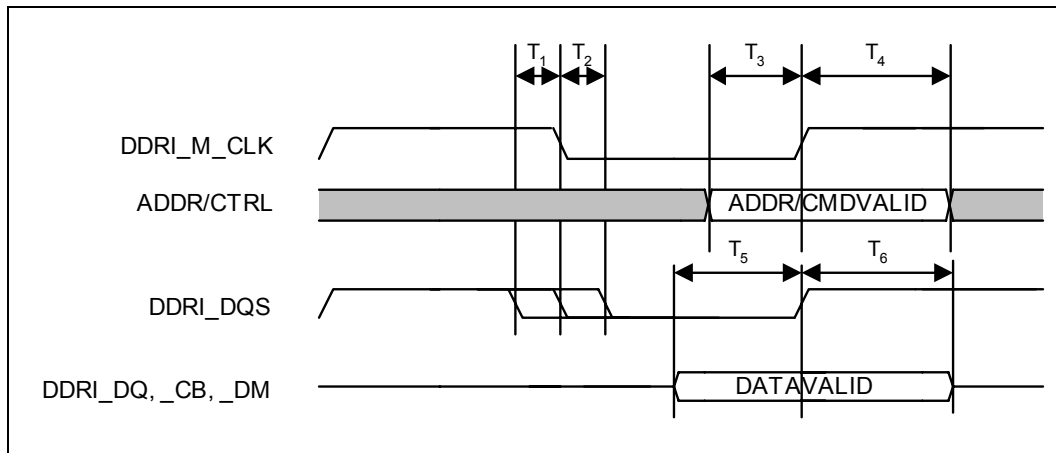 T1 T2 T3 T4
DDRI_M_CLK
ADDR/CTRL ADDR/CMDVALID
T5 T6
DDRI_DQS
DDRI_DQ, _CB, _DM DATAVALID